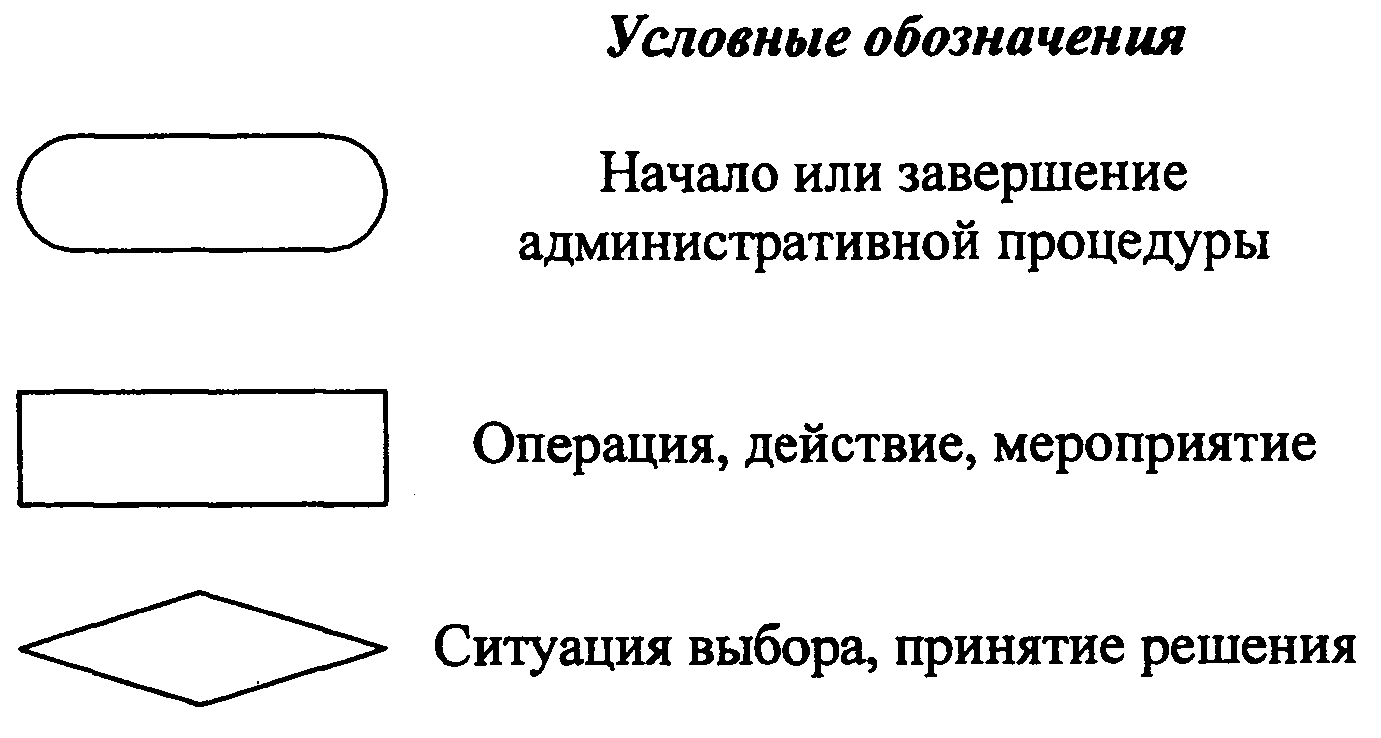 Условные обозначения
Начало или завершение
административной процедуры
Операция, действие, мероприятие
Ситуация выбора, принятие решения